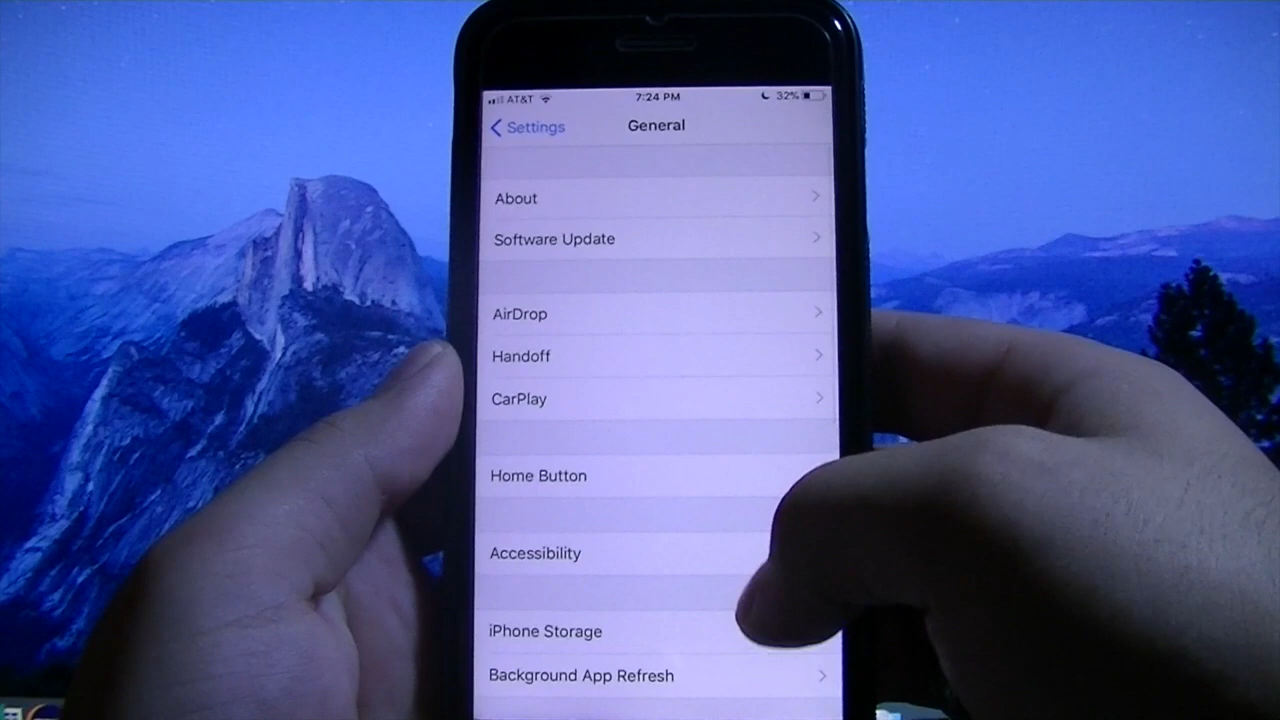 AT&T 7:24 PM 32%
Settings General
About
Software Update
AirDrop
Handoff
CarPlay
Home Button
Accessibility
iPhone Storage
Background App Refresh